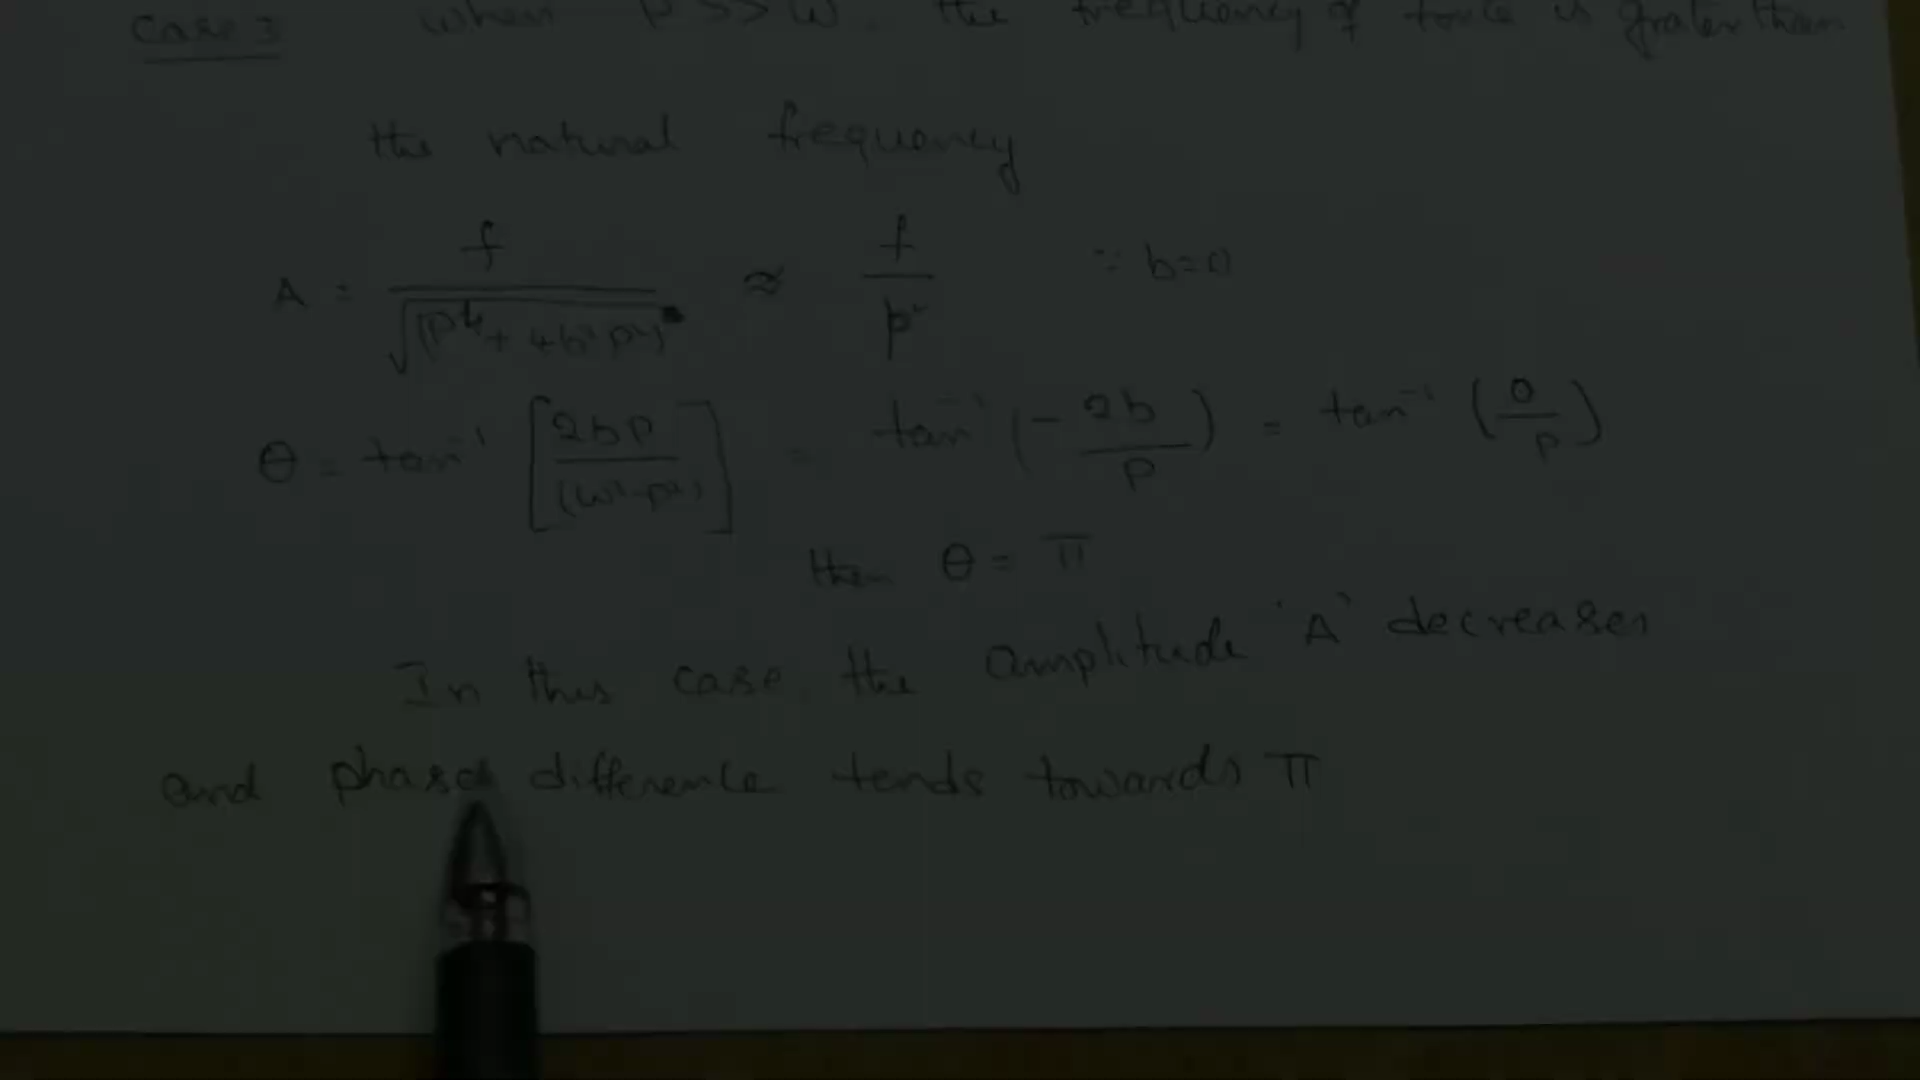 Case 3 when P >> W. the frequency of force is grater than
the natural frequency
A = f / √(P⁴ + 4b²P²) ≈ f / p² ∵ b=0
θ = tan⁻¹ [2bP / (W²-P²)] = tan⁻¹ (-2b / P) = tan⁻¹ (0 / P)
then θ = π
In this case the amplitude 'A' decreases
and phase difference tends towards π